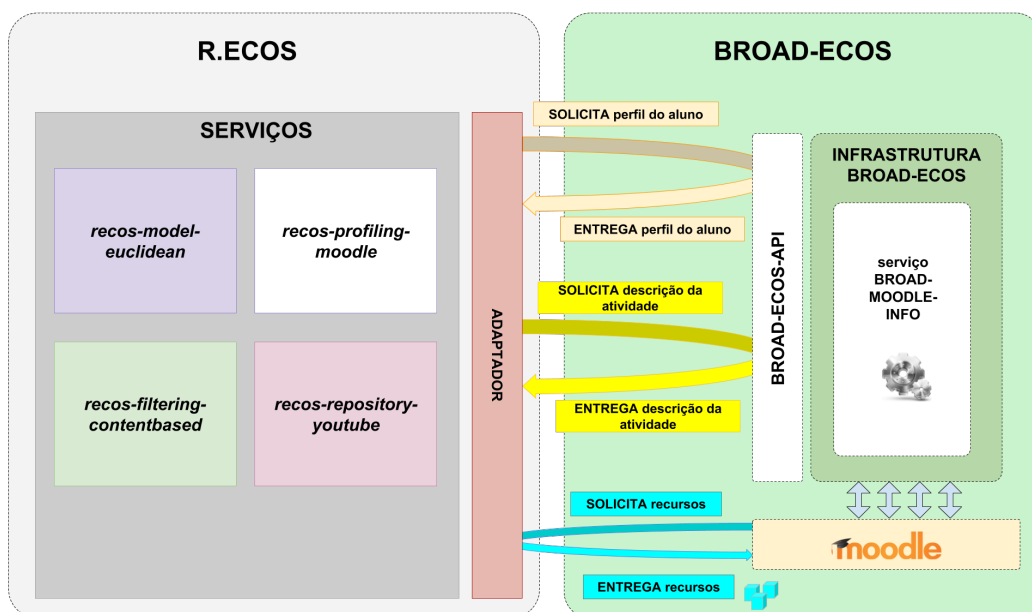 R.ECOS
BROAD-ECOS
SERVIÇOS
recos-model-
euclidean
recos-profiling-
moodle
recos-filtering-
contentbased
recos-repository-
youtube
ADAPTADOR
SOLICITA perfil do aluno
ENTREGA perfil do aluno
SOLICITA descrição da
atividade
ENTREGA descrição da
atividade
SOLICITA recursos
ENTREGA recursos
BROAD-ECOS-API
INFRASTRUTURA
BROAD-ECOS
serviço
BROAD-
MOODLE-
INFO
moodle